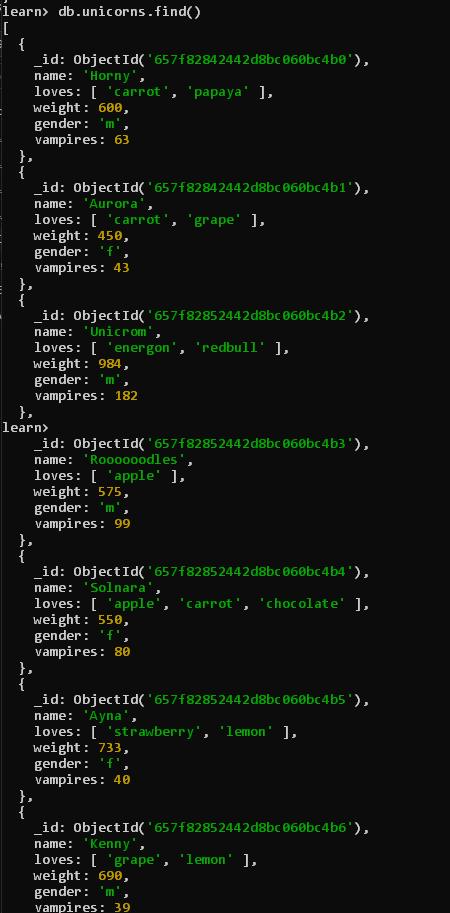 learn> db.unicorns.find()
[
  {
    _id: ObjectId('657f82842442d8bc060bc4b0'),
    name: 'Horny',
    loves: [ 'carrot', 'papaya' ],
    weight: 600,
    gender: 'm',
    vampires: 63
  },
  {
    _id: ObjectId('657f82842442d8bc060bc4b1'),
    name: 'Aurora',
    loves: [ 'carrot', 'grape' ],
    weight: 450,
    gender: 'f',
    vampires: 43
  },
  {
    _id: ObjectId('657f82852442d8bc060bc4b2'),
    name: 'Unicrom',
    loves: [ 'energon', 'redbull' ],
    weight: 984,
    gender: 'm',
    vampires: 182
  },
learn>
    _id: ObjectId('657f82852442d8bc060bc4b3'),
    name: 'Roooooodles',
    loves: [ 'apple' ],
    weight: 575,
    gender: 'm',
    vampires: 99
  },
  {
    _id: ObjectId('657f82852442d8bc060bc4b4'),
    name: 'Solnara',
    loves: [ 'apple', 'carrot', 'chocolate' ],
    weight: 550,
    gender: 'f',
    vampires: 80
  },
  {
    _id: ObjectId('657f82852442d8bc060bc4b5'),
    name: 'Ayna',
    loves: [ 'strawberry', 'lemon' ],
    weight: 733,
    gender: 'f',
    vampires: 40
  },
  {
    _id: ObjectId('657f82852442d8bc060bc4b6'),
    name: 'Kenny',
    loves: [ 'grape', 'lemon' ],
    weight: 690,
    gender: 'm',
    vampires: 39